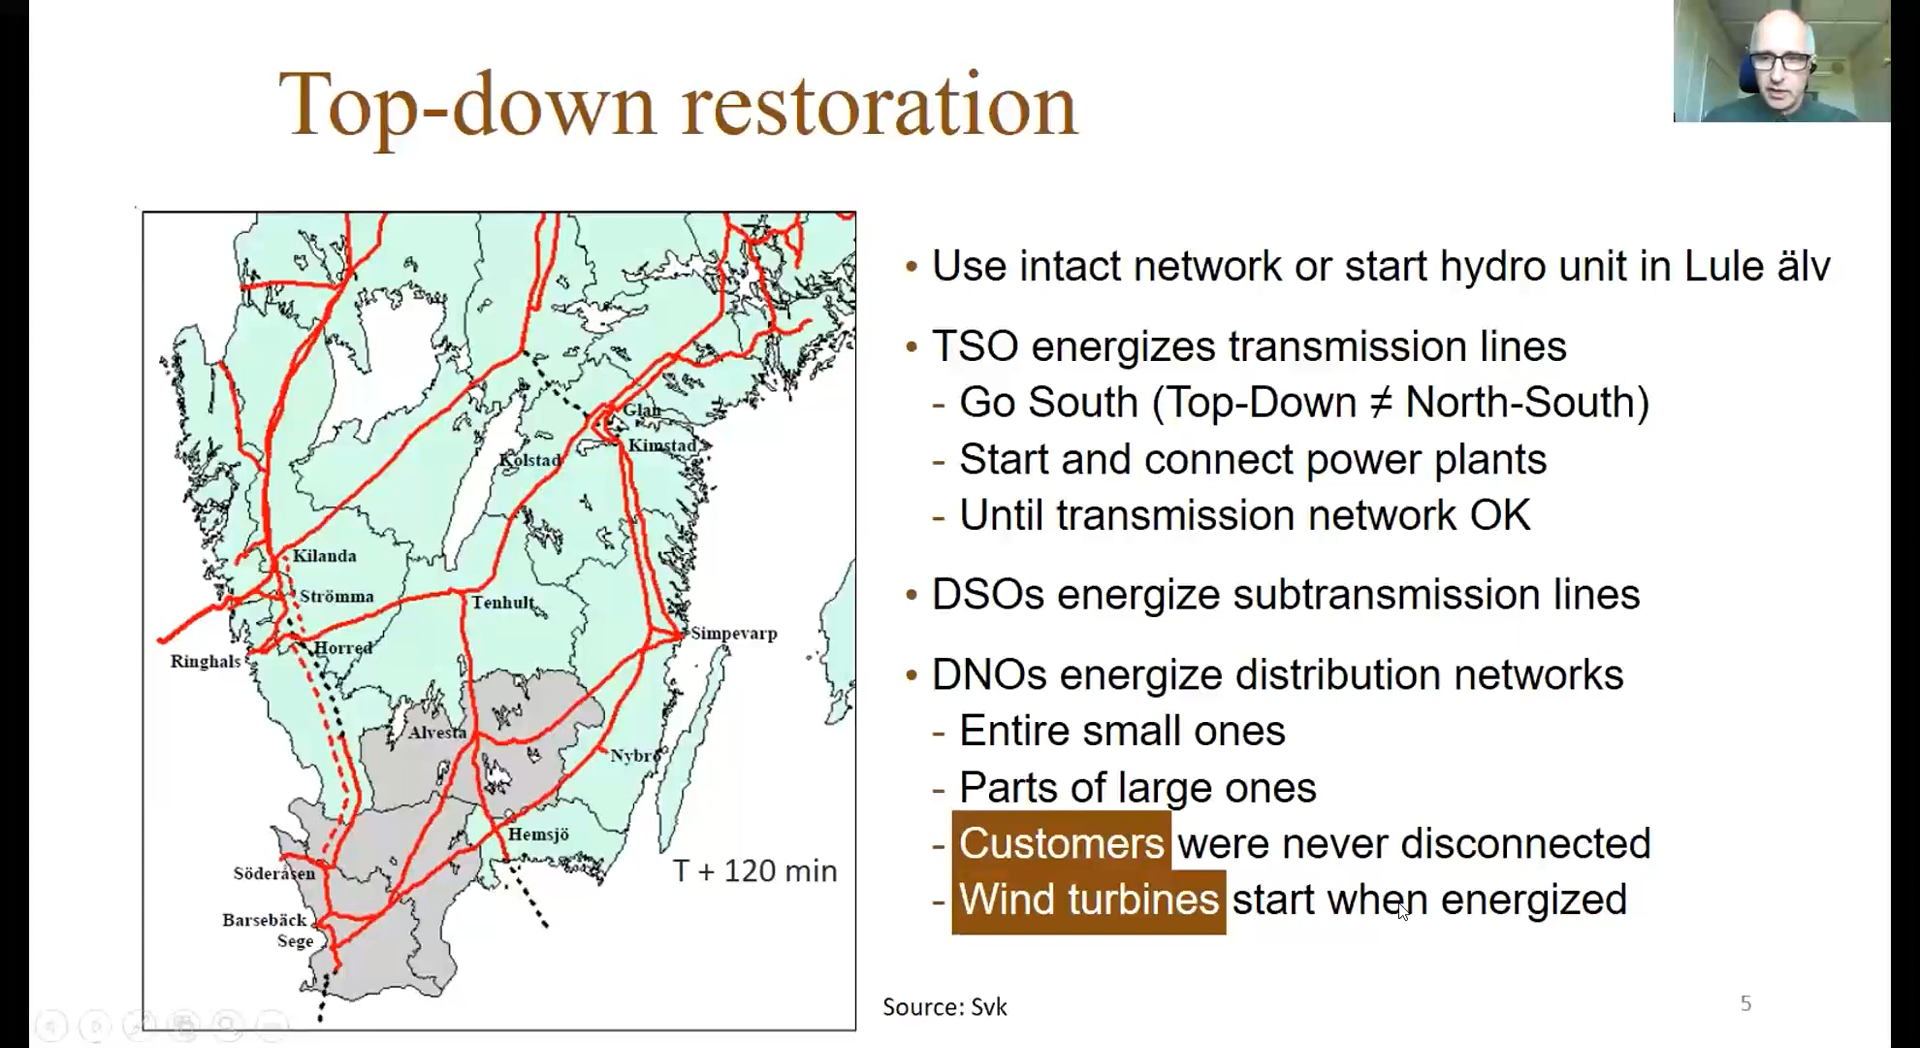 Top-down restoration
• Use intact network or start hydro unit in Lule älv
• TSO energizes transmission lines
- Go South (Top-Down ≠ North-South)
- Start and connect power plants
- Until transmission network OK
• DSOs energize subtransmission lines
• DNOs energize distribution networks
- Entire small ones
- Parts of large ones
- Customers were never disconnected
- Wind turbines start when energized
Glan
Kimstad
Kolstad
Kilanda
Strömma
Tenhult
Simpevarp
Horred
Ringhals
Alvesta
Nybro
Hemsjö
T + 120 min
Söderåsen
Barsebäck
Sege
Source: Svk
5